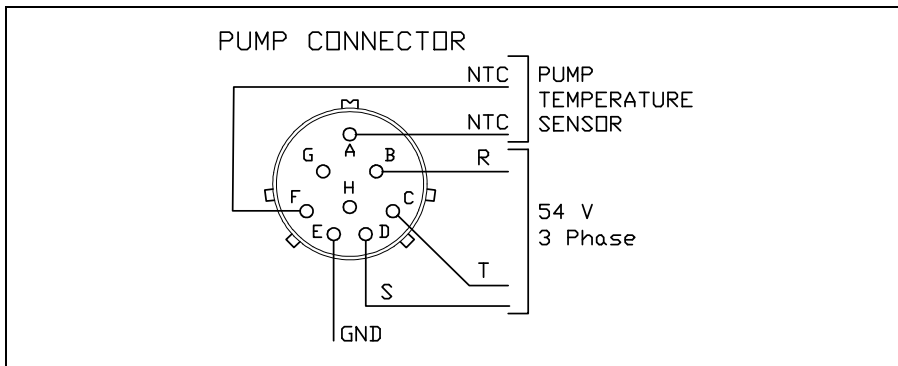 PUMP CONNECTOR
NTC
PUMP
TEMPERATURE
SENSOR
NTC
A
G
B
R
H
F
C
54 V
3 Phase
E
D
T
S
GND